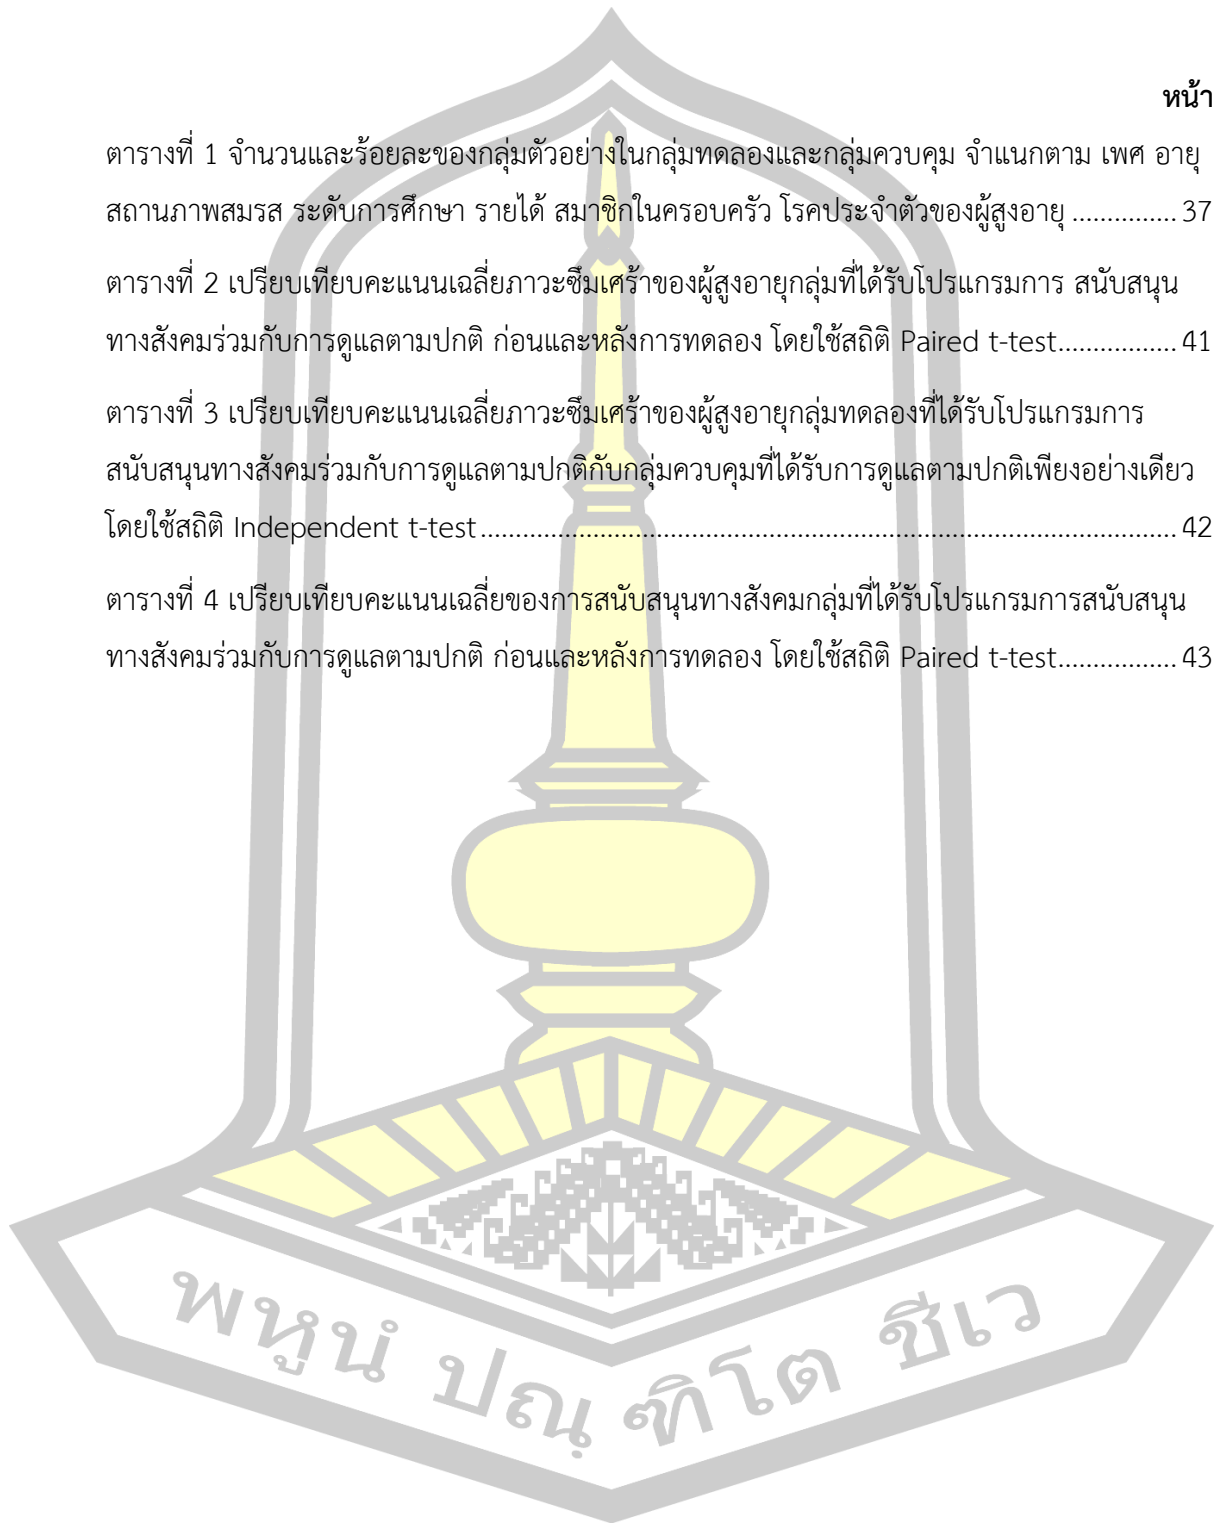 หน้า
ตารางที่ 1 จำนวนและร้อยละของกลุ่มตัวอย่างในกลุ่มทดลองและกลุ่มควบคุม จำแนกตาม เพศ อายุ
สถานภาพสมรส ระดับการศึกษา รายได้ สมาชิกในครอบครัว โรคประจำตัวของผู้สูงอายุ ............... 37
ตารางที่ 2 เปรียบเทียบคะแนนเฉลี่ยภาวะซึมเศร้าของผู้สูงอายุกลุ่มที่ได้รับโปรแกรมการ สนับสนุน
ทางสังคมร่วมกับการดูแลตามปกติ ก่อนและหลังการทดลอง โดยใช้สถิติ Paired t-test................. 41
ตารางที่ 3 เปรียบเทียบคะแนนเฉลี่ยภาวะซึมเศร้าของผู้สูงอายุกลุ่มทดลองที่ได้รับโปรแกรมการ
สนับสนุนทางสังคมร่วมกับการดูแลตามปกติกับกลุ่มควบคุมที่ได้รับการดูแลตามปกติเพียงอย่างเดียว
โดยใช้สถิติ Independent t-test .................................................................................................... 42
ตารางที่ 4 เปรียบเทียบคะแนนเฉลี่ยของการสนับสนุนทางสังคมกลุ่มที่ได้รับโปรแกรมการสนับสนุน
ทางสังคมร่วมกับการดูแลตามปกติ ก่อนและหลังการทดลอง โดยใช้สถิติ Paired t-test................. 43
พหูนํ ปณฺ ฑิโต ชีเว